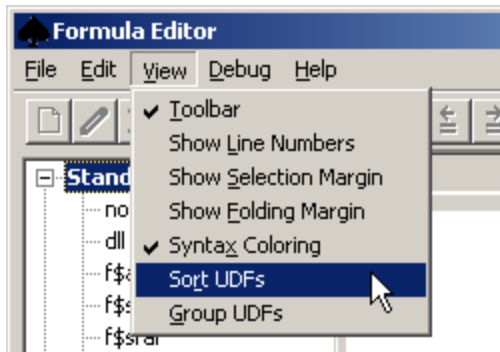 Formula Editor
File Edit View Debug Help
Toolbar
Show Line Numbers
Show Selection Margin
Show Folding Margin
Syntax Coloring
Sort UDFs
Group UDFs
Stand
no
dll